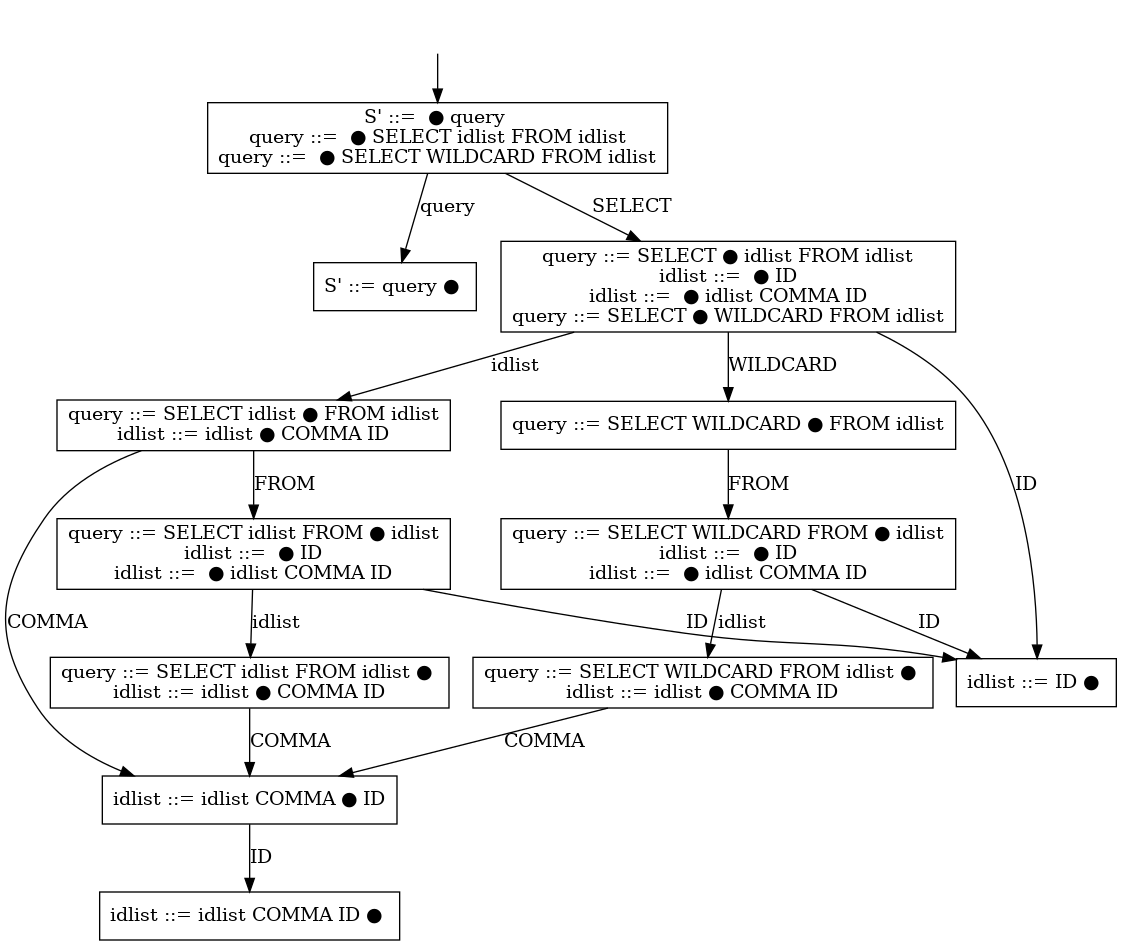 S' ::=  ● query
query ::=  ● SELECT idlist FROM idlist
query ::=  ● SELECT WILDCARD FROM idlist
query
SELECT
S' ::= query ●
query ::= SELECT ● idlist FROM idlist
idlist ::=  ● ID
idlist ::=  ● idlist COMMA ID
query ::= SELECT ● WILDCARD FROM idlist
idlist
WILDCARD
ID
query ::= SELECT idlist ● FROM idlist
idlist ::= idlist ● COMMA ID
query ::= SELECT WILDCARD ● FROM idlist
FROM
FROM
query ::= SELECT idlist FROM ● idlist
idlist ::=  ● ID
idlist ::=  ● idlist COMMA ID
query ::= SELECT WILDCARD FROM ● idlist
idlist ::=  ● ID
idlist ::=  ● idlist COMMA ID
COMMA
idlist
ID
idlist
ID
query ::= SELECT idlist FROM idlist ●
idlist ::= idlist ● COMMA ID
query ::= SELECT WILDCARD FROM idlist ●
idlist ::= idlist ● COMMA ID
idlist ::= ID ●
COMMA
COMMA
idlist ::= idlist COMMA ● ID
ID
idlist ::= idlist COMMA ID ●